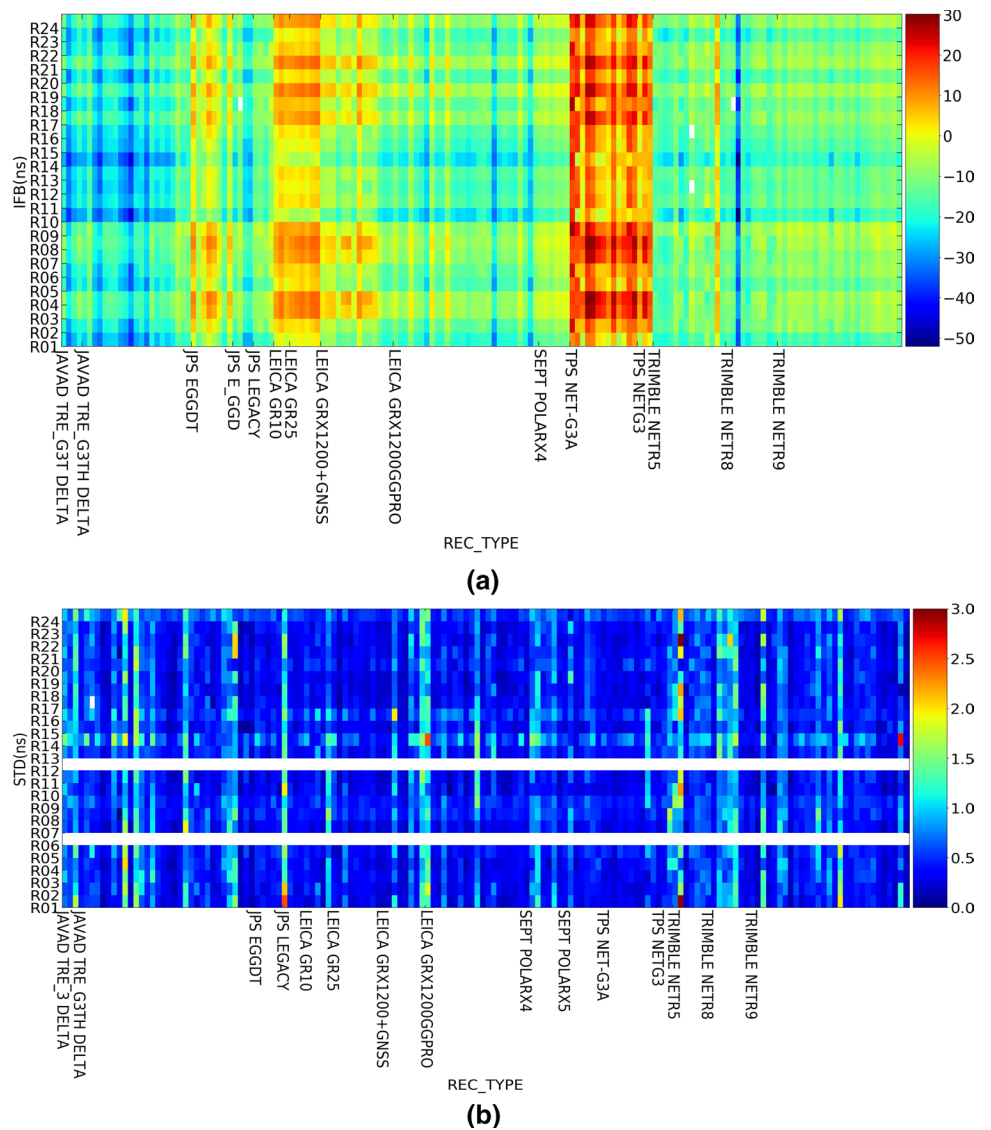 30
R24
R23
R22
R21
R20
R19
R18
R17
R16
R15
R14
R13
R12
R11
R10
R09
R08
R07
R06
R05
R04
R03
R02
R01
IFB(ns)
20
10
0
−10
−20
−30
−40
−50
JAVAD TRE_G3T DELTA
JAVAD TRE_G3TH DELTA
JPS EGGDT
JPS E_GGD
JPS LEGACY
LEICA GR10
LEICA GR25
LEICA GRX1200+GNSS
LEICA GRX1200GGPRO
SEPT POLARX4
TPS NET-G3A
TPS NETG3
TRIMBLE NETR5
TRIMBLE NETR8
TRIMBLE NETR9
REC_TYPE
(a)
R24
R23
R22
R21
R20
R19
R18
R17
R16
R15
R14
R13
R12
R11
R10
R09
R08
R07
R06
R05
R04
R03
R02
R01
STD(ns)
3.0
2.5
2.0
1.5
1.0
0.5
0.0
JAVAD TRE_3 DELTA
JAVAD TRE_G3TH DELTA
JPS EGGDT
JPS LEGACY
LEICA GR10
LEICA GR25
LEICA GRX1200+GNSS
LEICA GRX1200GGPRO
SEPT POLARX4
SEPT POLARX5
TPS NET-G3A
TPS NETG3
TRIMBLE NETR5
TRIMBLE NETR8
TRIMBLE NETR9
REC_TYPE
(b)